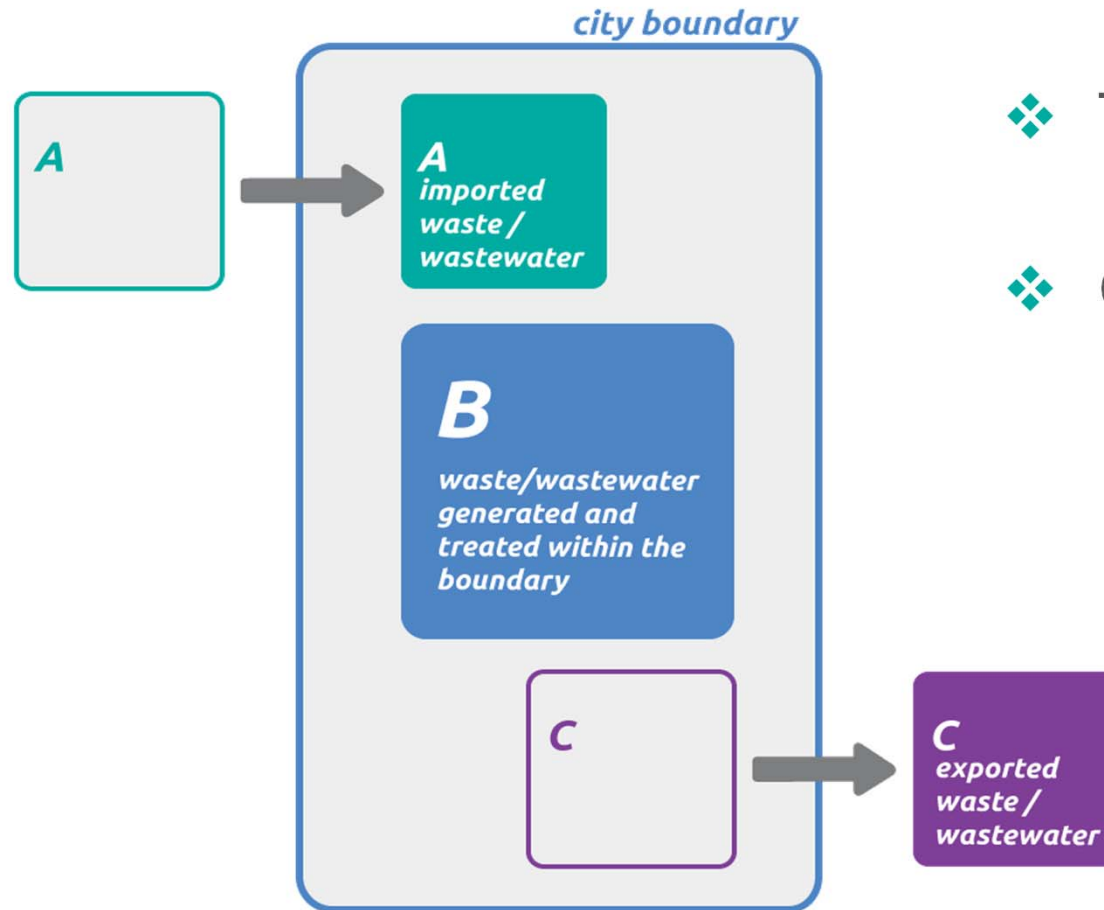 city boundary
A
A
imported
waste /
wastewater
B
waste/wastewater
generated and
treated within the
boundary
C
C
exported
waste /
wastewater